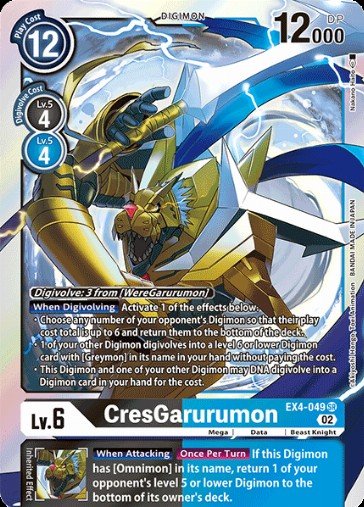 DIGIMON
Play Cost
12
12000
DP
Digivolve Cost
Lv.5
4
Lv.5
4
Digivolve: 3 from [WereGarurumon]
When Digivolving Activate 1 of the effects below:
• Choose any number of your opponent's Digimon so that their
play cost total is up to 6 and return them to the bottom of the deck.
• 1 of your other Digimon digivolves into a level 6 or lower Digimon
card with [Greymon] in its name in your hand without paying the cost.
• This Digimon and one of your other Digimon may DNA digivolve into a
Digimon card in your hand for the cost.
Lv.6
CresGarurumon
EX4-049 SR
02
Mega
Data
Beast Knight
Inherited Effect
When Attacking Once Per Turn If this Digimon
has [Omnimon] in its name, return 1 of your
opponent's level 5 or lower Digimon to the
bottom of its owner's deck.
BANDAI MADE IN JAPAN